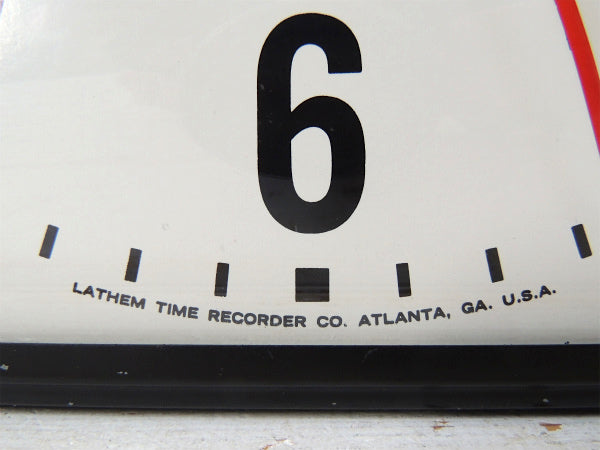 6
LATHEM TIME RECORDER CO. ATLANTA, GA. U.S.A.